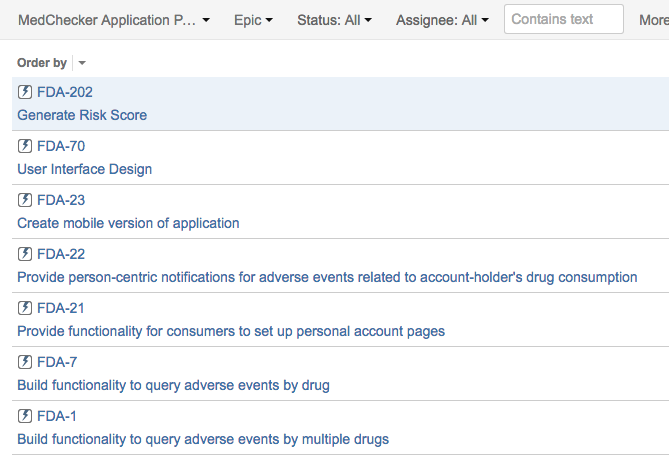 MedChecker Application P... Epic Status: All Assignee: All Contains text More
Order by
FDA-202
Generate Risk Score
FDA-70
User Interface Design
FDA-23
Create mobile version of application
FDA-22
Provide person-centric notifications for adverse events related to account-holder's drug consumption
FDA-21
Provide functionality for consumers to set up personal account pages
FDA-7
Build functionality to query adverse events by drug
FDA-1
Build functionality to query adverse events by multiple drugs